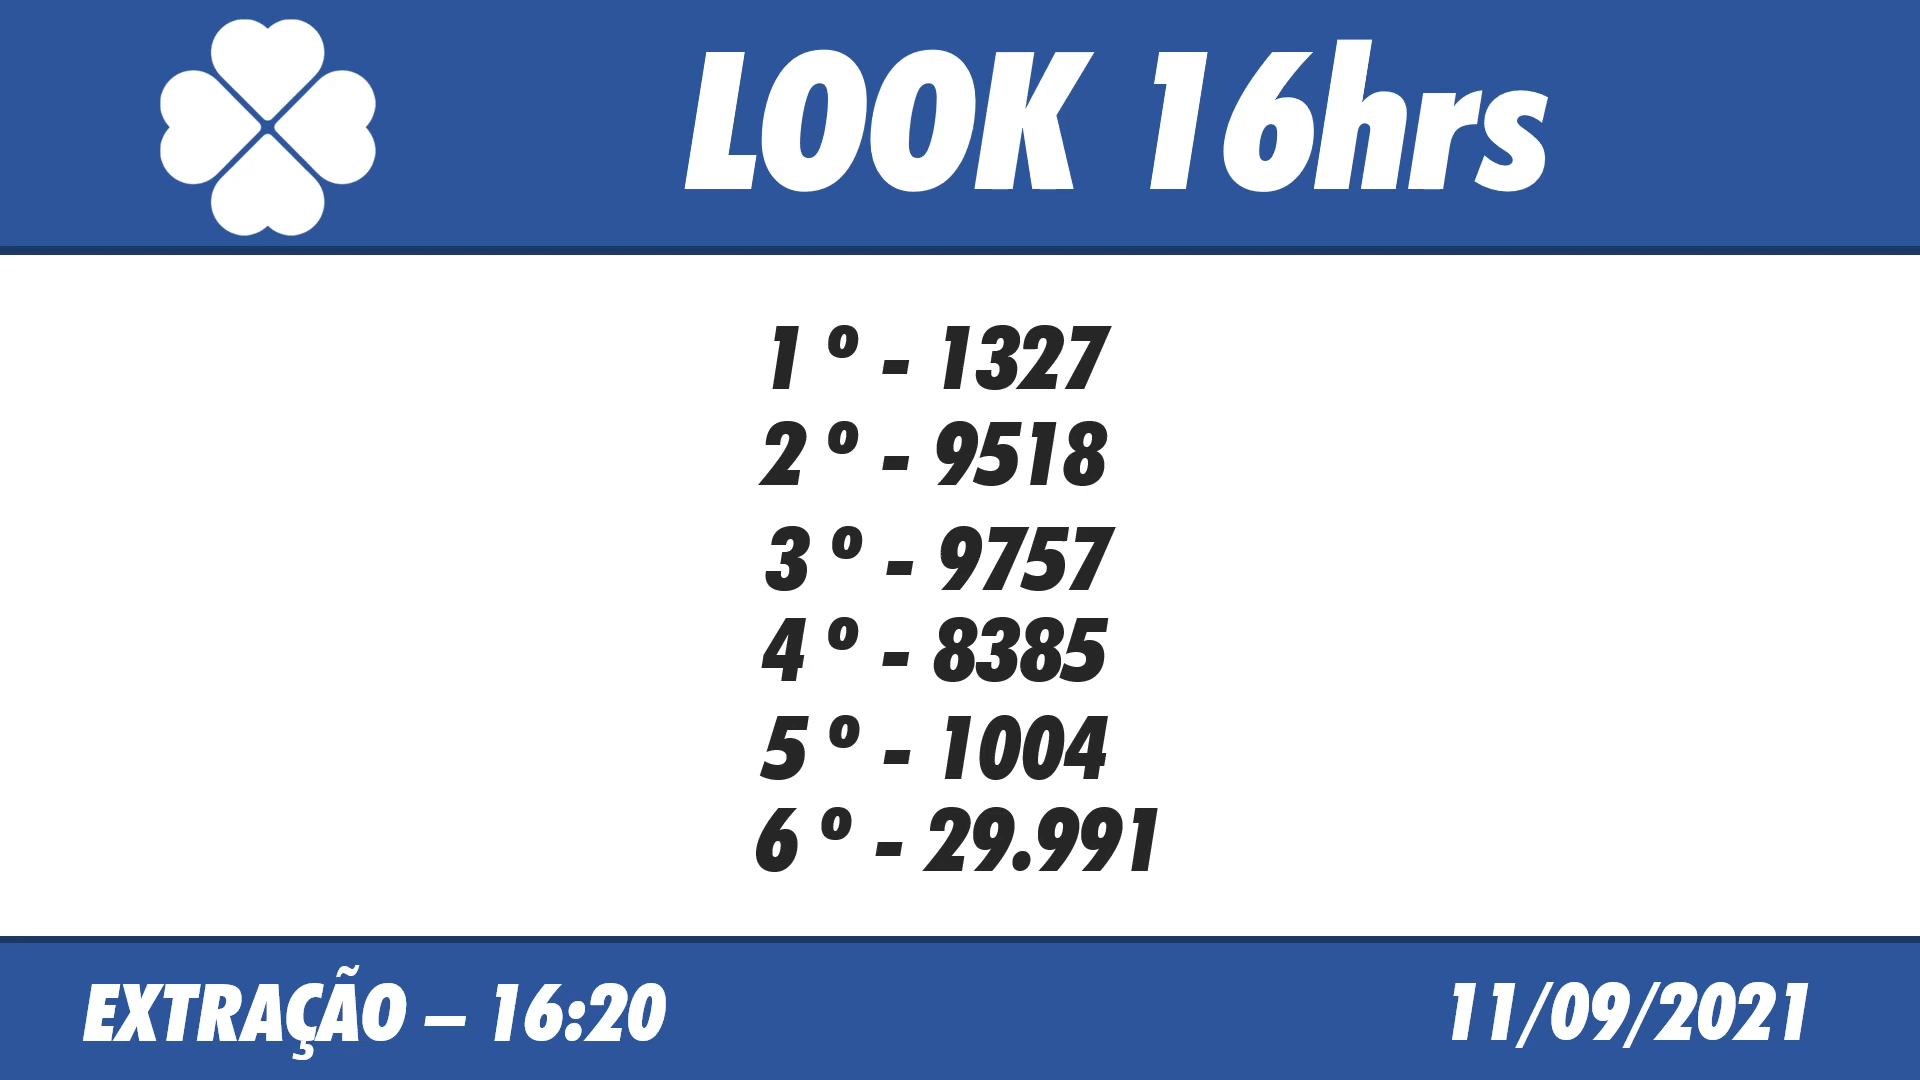 LOOK 16hrs
1 º - 1327
2 º - 9518
3 º - 9757
4 º - 8385
5 º - 1004
6 º - 29.991
EXTRAÇÃO – 16:20
11/09/2021